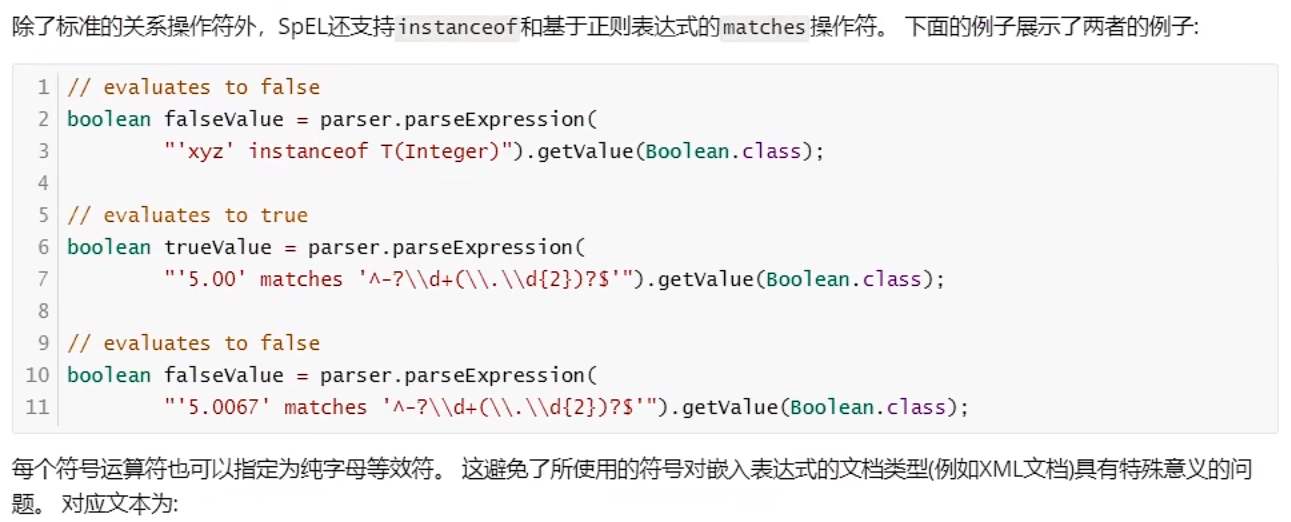 除了标准的关系操作符外，SpEL还支持instanceof和基于正则表达式的matches操作符。 下面的例子展示了两者的例子:
1 // evaluates to false
2 boolean falseValue = parser.parseExpression(
3         "'xyz' instanceof T(Integer)").getValue(Boolean.class);
4
5 // evaluates to true
6 boolean trueValue = parser.parseExpression(
7         "'5.00' matches '^-?\\d+(\\.\\d{2})?$'").getValue(Boolean.class);
8
9 // evaluates to false
10 boolean falseValue = parser.parseExpression(
11         "'5.0067' matches '^-?\\d+(\\.\\d{2})?$'").getValue(Boolean.class);
每个符号运算符也可以指定为纯字母等效符。 这避免了所使用的符号对嵌入表达式的文档类型(例如XML文档)具有特殊意义的问
题。 对应文本为: